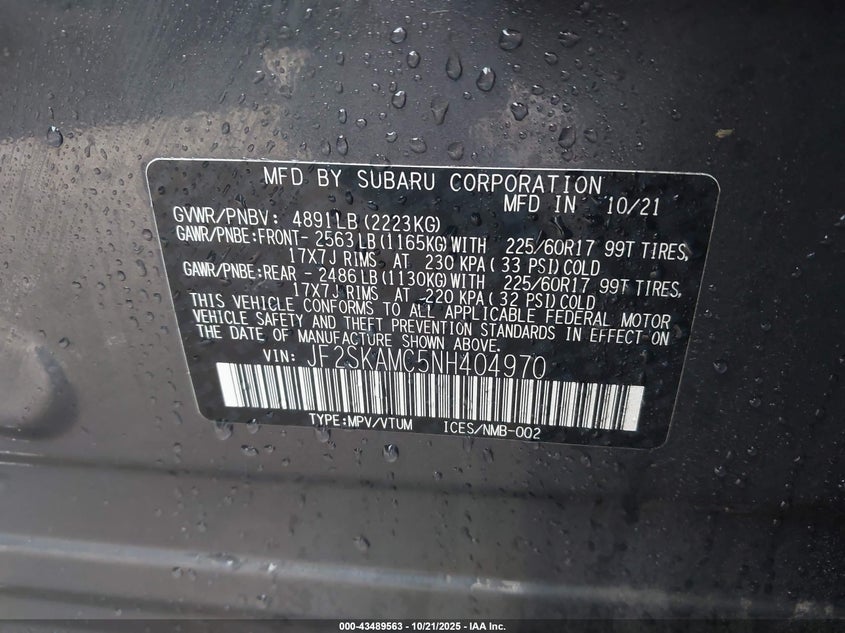 MFD BY SUBARU CORPORATION
MFD IN 10/21
GVWR/PNBV: 4891LB(2223KG)
GAWR/PNBE:FRONT- 2563LB(1165KG)WITH 225/60R17 99T TIRES,
17X7J RIMS AT 230 KPA( 33 PSI)COLD
GAWR/PNBE:REAR - 2486LB(1130KG)WITH 225/60R17 99T TIRES,
17X7J RIMS AT 220 KPA( 32 PSI)COLD
THIS VEHICLE CONFORMS TO ALL APPLICABLE FEDERAL MOTOR
VEHICLE SAFETY AND THEFT PREVENTION STANDARDS IN EFFECT ON
THE DATE OF MANUFACTURE SHOWN ABOVE.
VIN: JF2SKAMC5NH404970
TYPE:MPV/VTUM ICES/NMB-002
000-43489563 - 10/21/2025 - IAA Inc.